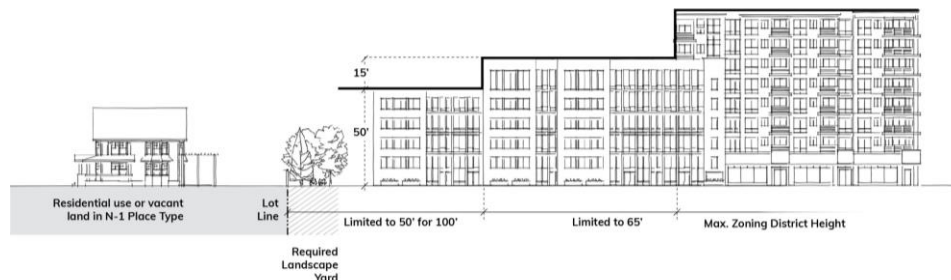 15'
50'
Residential use or vacant
land in N-1 Place Type
Lot
Line
Limited to 50' for 100'
Limited to 65'
Max. Zoning District Height
Required
Landscape
Yard